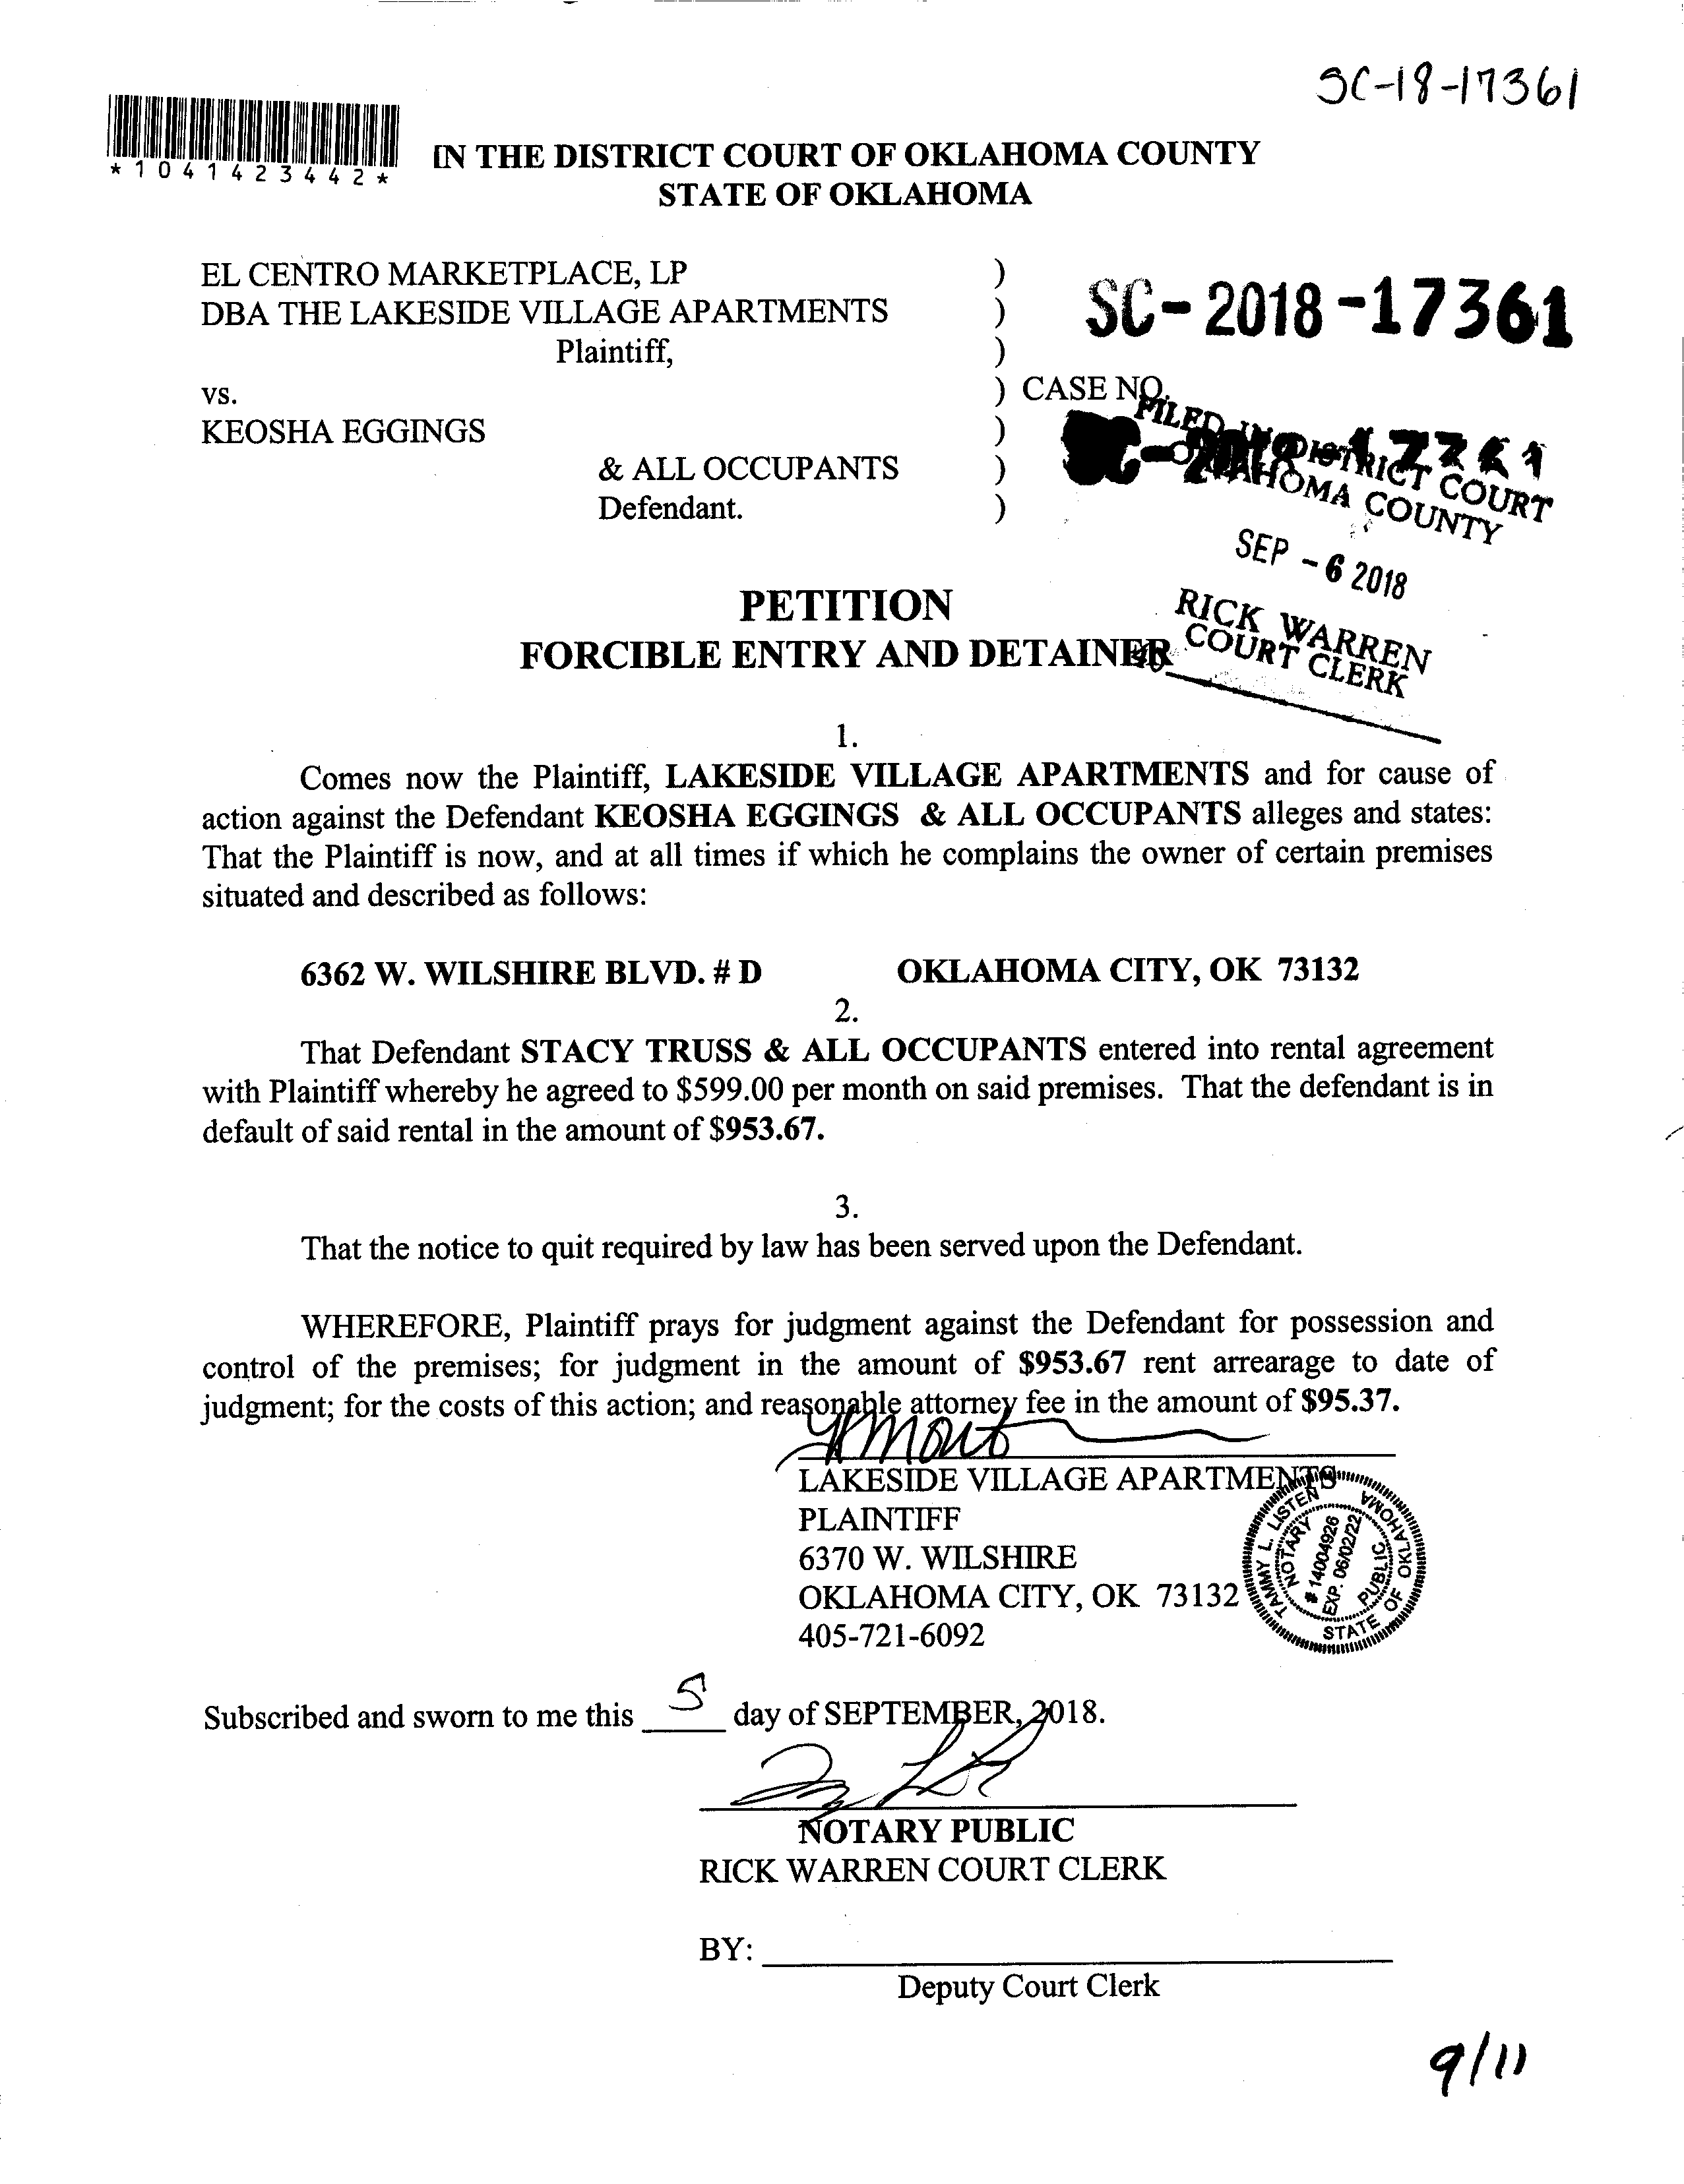 SC-18-17361
*1041423442*
IN THE DISTRICT COURT OF OKLAHOMA COUNTY
STATE OF OKLAHOMA
EL CENTRO MARKETPLACE, LP )
DBA THE LAKESIDE VILLAGE APARTMENTS )
Plaintiff, )
SC-2018-17361
vs. ) CASE NO.
KEOSHA EGGINGS )
& ALL OCCUPANTS )
Defendant. )
FILED IN DISTRICT COURT
OKLAHOMA COUNTY
SEP - 6 2018
RICK WARREN
COURT CLERK
PETITION
FORCIBLE ENTRY AND DETAINER
1.
Comes now the Plaintiff, LAKESIDE VILLAGE APARTMENTS and for cause of
action against the Defendant KEOSHA EGGINGS & ALL OCCUPANTS alleges and states:
That the Plaintiff is now, and at all times if which he complains the owner of certain premises
situated and described as follows:
6362 W. WILSHIRE BLVD. # D OKLAHOMA CITY, OK 73132
2.
That Defendant STACY TRUSS & ALL OCCUPANTS entered into rental agreement
with Plaintiff whereby he agreed to $599.00 per month on said premises. That the defendant is in
default of said rental in the amount of $953.67.
3.
That the notice to quit required by law has been served upon the Defendant.
WHEREFORE, Plaintiff prays for judgment against the Defendant for possession and
control of the premises; for judgment in the amount of $953.67 rent arrearage to date of
judgment; for the costs of this action; and reasonable attorney fee in the amount of $95.37.
LAKESIDE VILLAGE APARTMENTS
PLAINTIFF
6370 W. WILSHIRE
OKLAHOMA CITY, OK 73132
405-721-6092
TAMMY L. LISTEN
NOTARY
# 14004926
EXP. 06/02/22
PUBLIC
STATE OF OKLAHOMA
Subscribed and sworn to me this 5 day of SEPTEMBER, 2018.
NOTARY PUBLIC
RICK WARREN COURT CLERK
BY:
Deputy Court Clerk
9/11